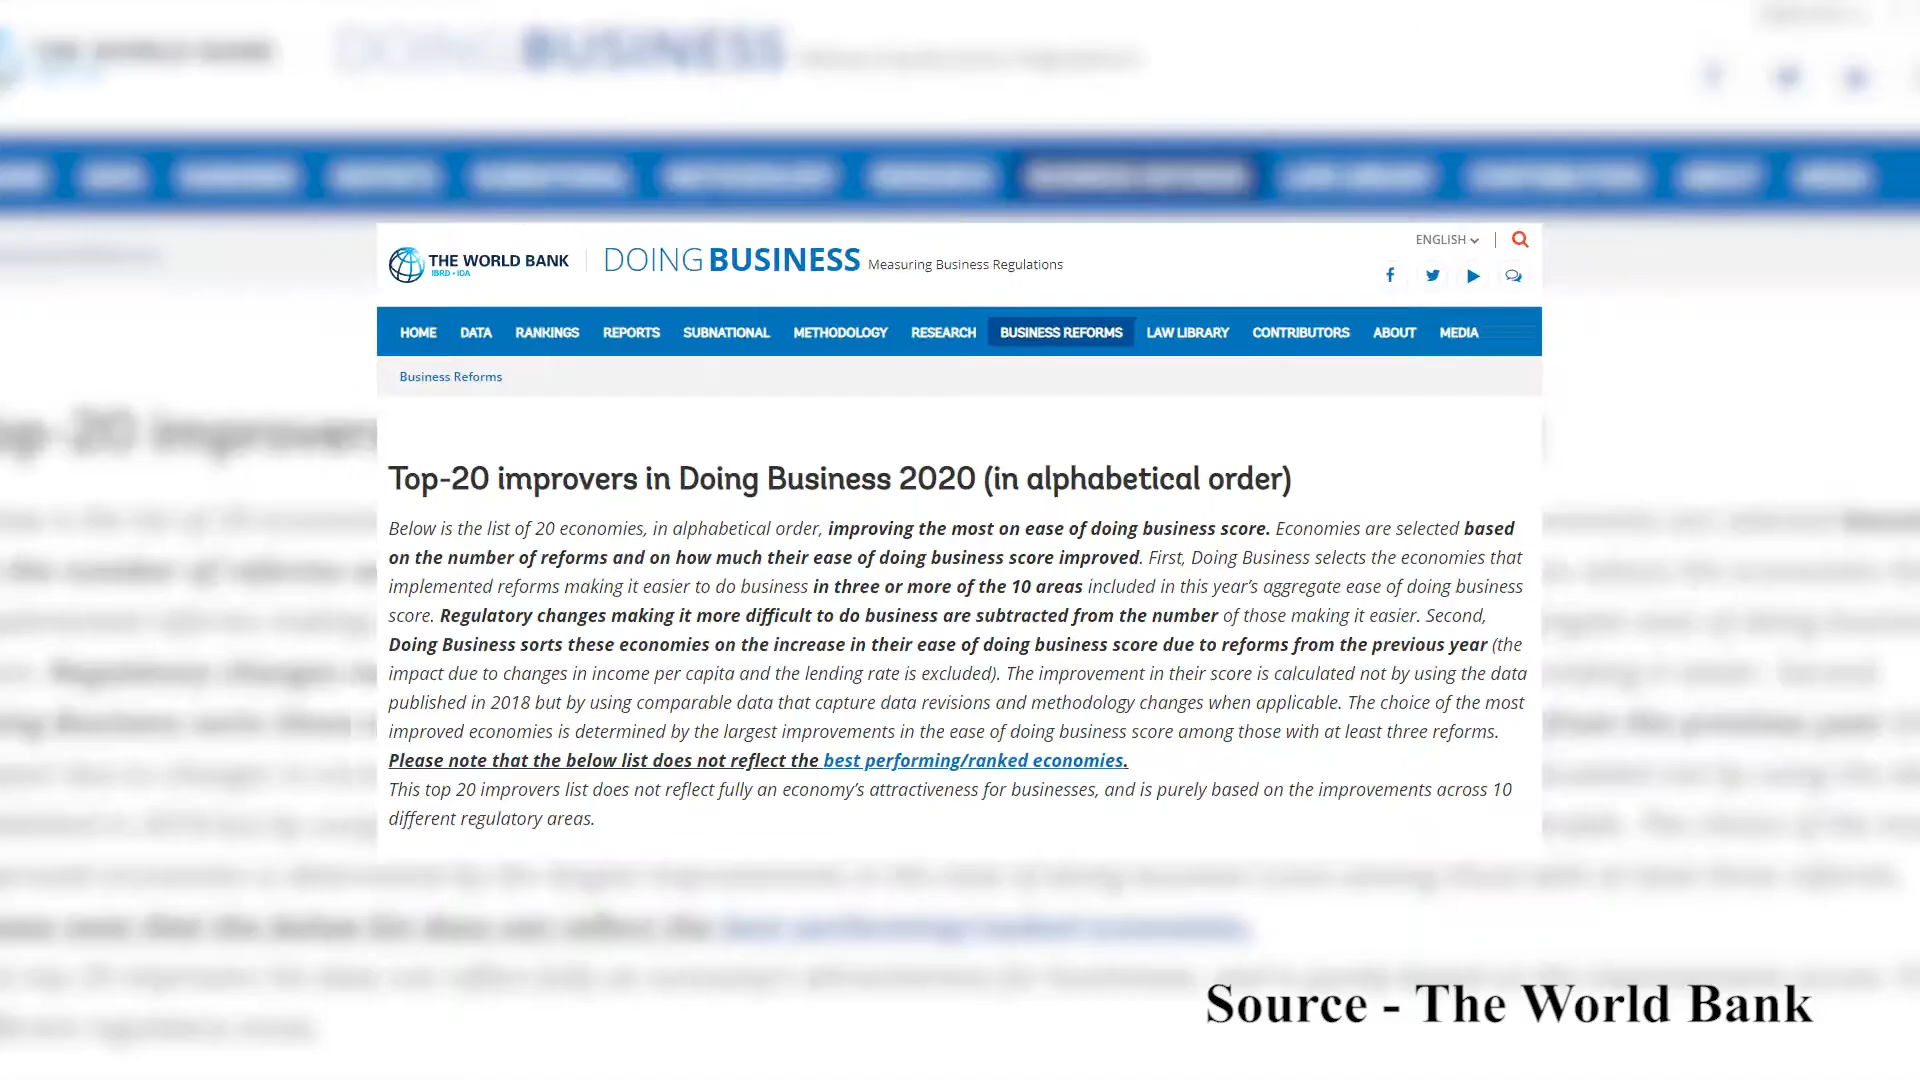 THE WORLD BANK
IBRD • IDA
DOING BUSINESS Measuring Business Regulations
ENGLISH
HOME DATA RANKINGS REPORTS SUBNATIONAL METHODOLOGY RESEARCH BUSINESS REFORMS LAW LIBRARY CONTRIBUTORS ABOUT MEDIA
Business Reforms
Top-20 improvers in Doing Business 2020 (in alphabetical order)
Below is the list of 20 economies, in alphabetical order, improving the most on ease of doing business score. Economies are selected based
on the number of reforms and on how much their ease of doing business score improved. First, Doing Business selects the economies that
implemented reforms making it easier to do business in three or more of the 10 areas included in this year's aggregate ease of doing business
score. Regulatory changes making it more difficult to do business are subtracted from the number of those making it easier. Second,
Doing Business sorts these economies on the increase in their ease of doing business score due to reforms from the previous year (the
impact due to changes in income per capita and the lending rate is excluded). The improvement in their score is calculated not by using the data
published in 2018 but by using comparable data that capture data revisions and methodology changes when applicable. The choice of the most
improved economies is determined by the largest improvements in the ease of doing business score among those with at least three reforms.
Please note that the below list does not reflect the best performing/ranked economies.
This top 20 improvers list does not reflect fully an economy's attractiveness for businesses, and is purely based on the improvements across 10
different regulatory areas.
Source - The World Bank